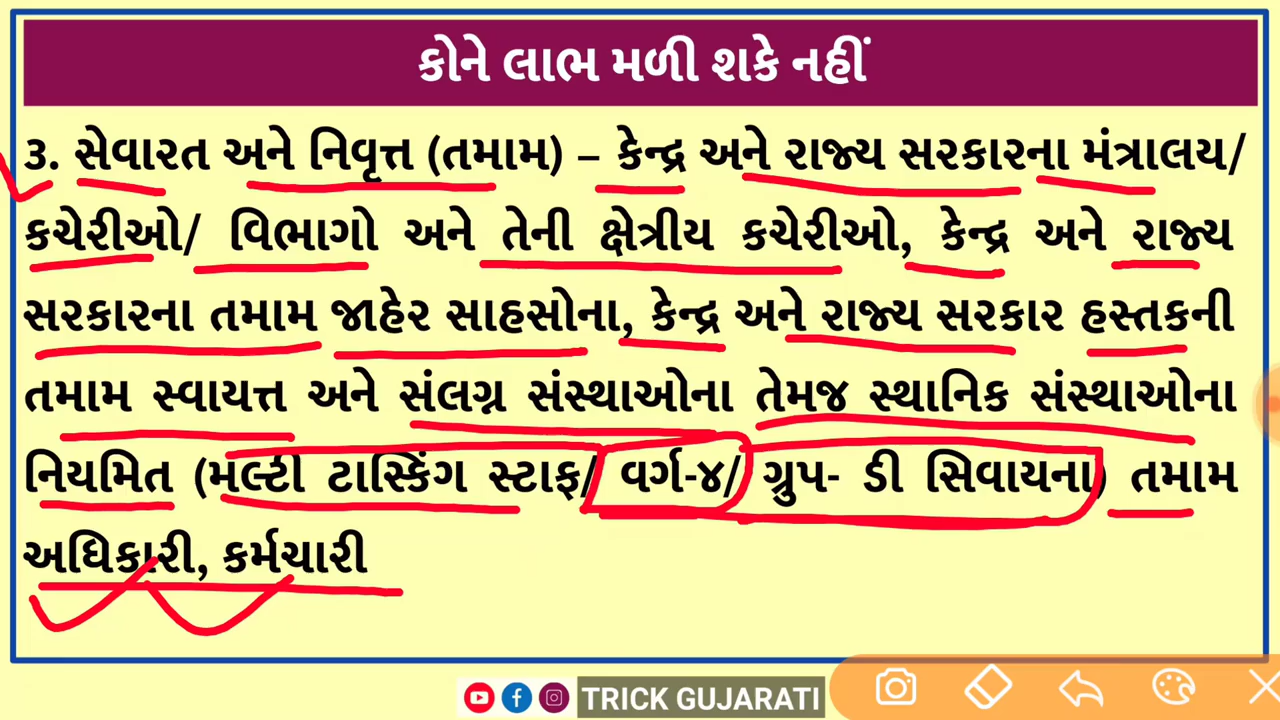 કોને લાભ મળી શકે નહીં
૩. સેવારત અને નિવૃત્ત (તમામ) – કેન્દ્ર અને રાજ્ય સરકારના મંત્રાલય/
કચેરીઓ/ વિભાગો અને તેની ક્ષેત્રીય કચેરીઓ, કેન્દ્ર અને રાજ્ય
સરકારના તમામ જાહેર સાહસોના, કેન્દ્ર અને રાજ્ય સરકાર હસ્તકની
તમામ સ્વાયત્ત અને સંલગ્ન સંસ્થાઓના તેમજ સ્થાનિક સંસ્થાઓના
નિયમિત (મલ્ટી ટાસ્કિંગ સ્ટાફ/ વર્ગ-૪/ ગ્રુપ- ડી સિવાયના) તમામ
અધિકારી, કર્મચારી
TRICK GUJARATI